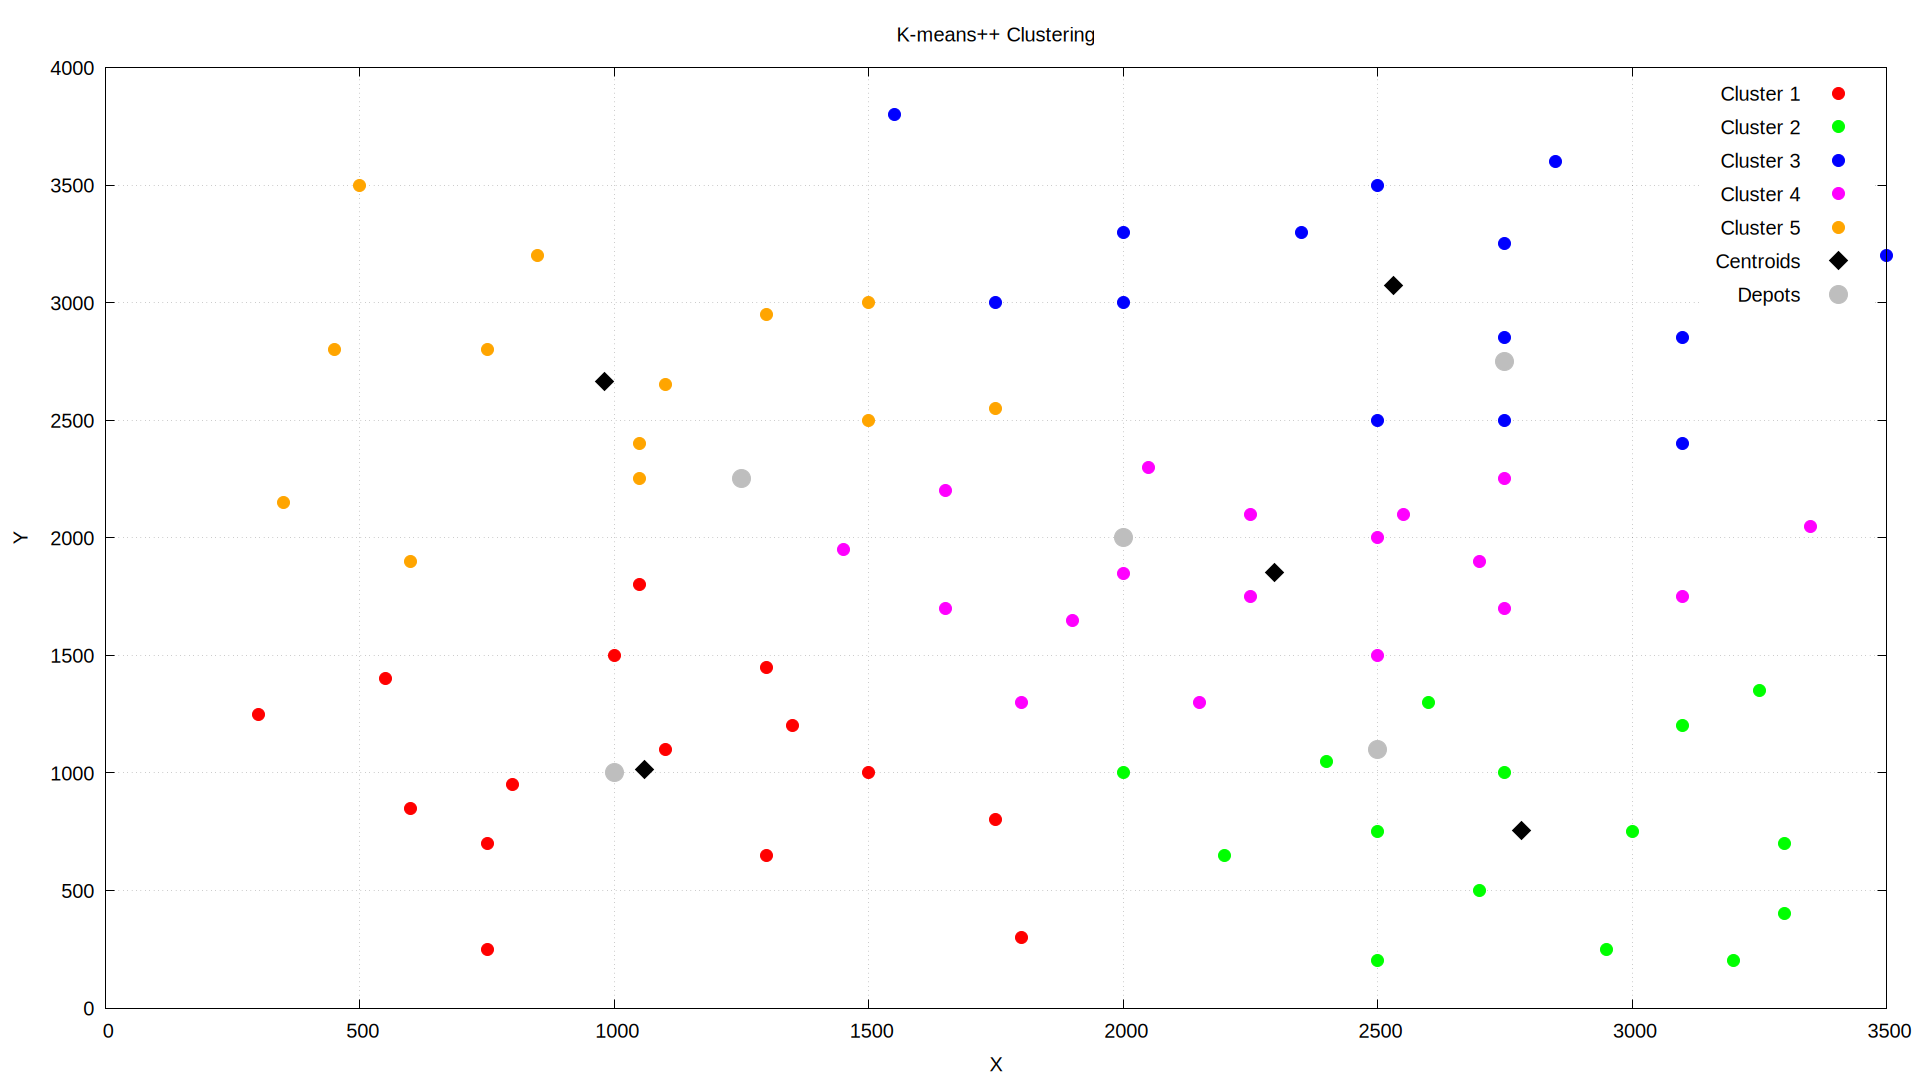 K-means++ Clustering
4000
3500
3000
2500
2000
1500
1000
500
0
Y
Cluster 1
Cluster 2
Cluster 3
Cluster 4
Cluster 5
Centroids
Depots
0 500 1000 1500 2000 2500 3000 3500
X